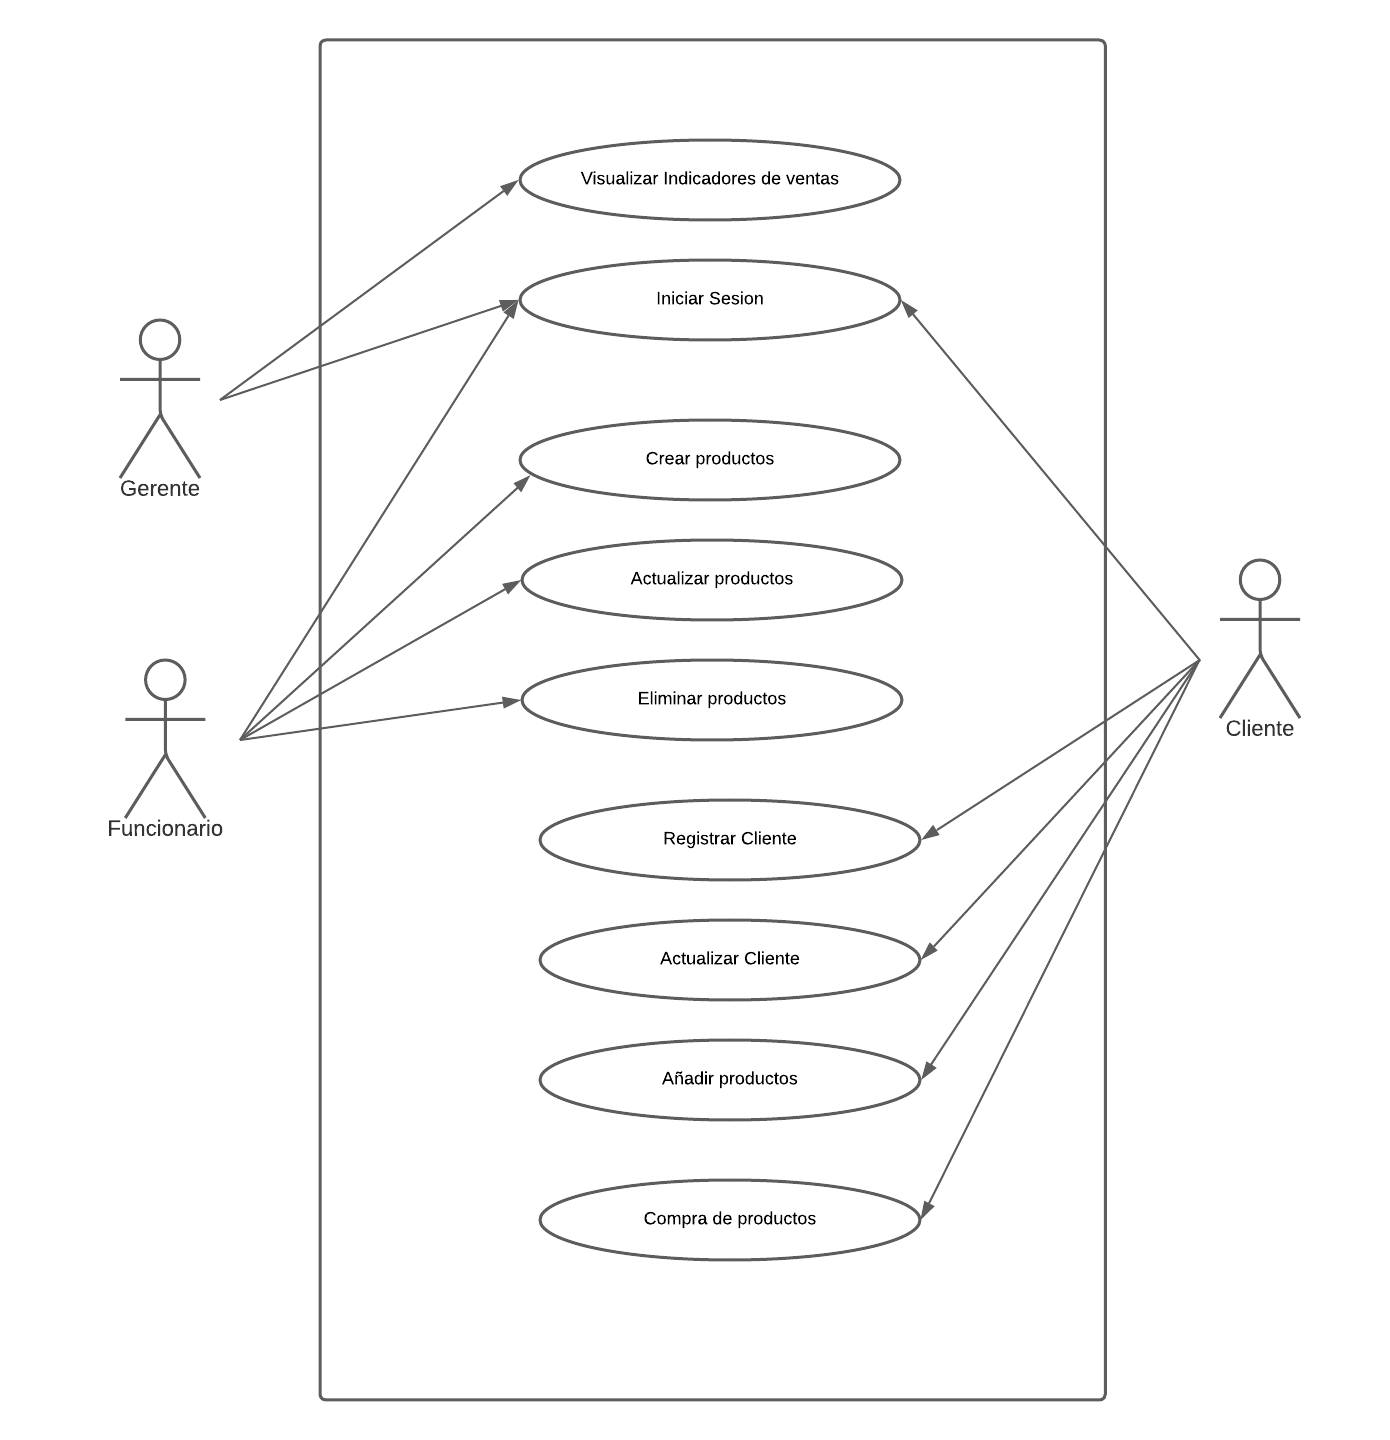 Visualizar Indicadores de ventas
Iniciar Sesion
Gerente
Crear productos
Actualizar productos
Eliminar productos
Funcionario
Cliente
Registrar Cliente
Actualizar Cliente
Añadir productos
Compra de productos